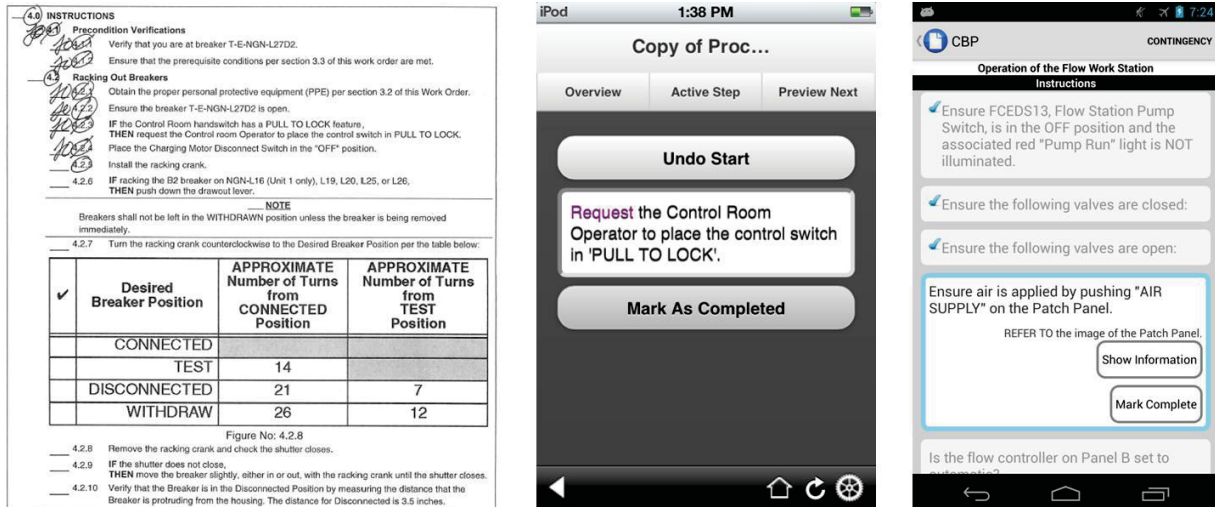 4.0 INSTRUCTIONS
4.1 Precondition Verifications
4.1.1 Verify that you are at breaker T-E-NGN-L27D2.
4.1.2 Ensure that the prerequisite conditions per section 3.3 of this work order are met.
4.2 Racking Out Breakers
4.2.1 Obtain the proper personal protective equipment (PPE) per section 3.2 of this Work Order.
4.2.2 Ensure the breaker T-E-NGN-L27D2 is open.
4.2.3 IF the Control Room handswitch has a PULL TO LOCK feature,
THEN request the Control room Operator to place the control switch in PULL TO LOCK.
4.2.4 Place the Charging Motor Disconnect Switch in the "OFF" position.
4.2.5 Install the racking crank.
4.2.6 IF racking the B2 breaker on NGN-L16 (Unit 1 only), L19, L20, IL25, or L26,
THEN push down the drawout lever.
NOTE
Breakers shall not be left in the WITHDRAWN position unless the breaker is being removed
immediately.
4.2.7 Turn the racking crank counterclockwise to the Desired Breaker Position per the table below:
✔ Desired Breaker Position
APPROXIMATE Number of Turns from CONNECTED Position
APPROXIMATE Number of Turns from TEST Position
CONNECTED
TEST 14
DISCONNECTED 21 7
WITHDRAW 26 12
Figure No: 4.2.8
4.2.8 Remove the racking crank and check the shutter closes.
4.2.9 IF the shutter does not close,
THEN move the breaker slightly, either in or out, with the racking crank until the shutter closes.
4.2.10 Verify that the Breaker is in the Disconnected Position by measuring the distance that the
Breaker is protruding from the housing. The distance for Disconnected is 3.5 inches.
iPod 1:38 PM
Copy of Proc...
Overview Active Step Preview Next
Undo Start
Request the Control Room
Operator to place the control switch
in 'PULL TO LOCK'.
Mark As Completed
7:24
CBP CONTINGENCY
Operation of the Flow Work Station
Instructions
Ensure FCEDS13, Flow Station Pump
Switch, is in the OFF position and the
associated red "Pump Run" light is NOT
illuminated.
Ensure the following valves are closed:
Ensure the following valves are open:
Ensure air is applied by pushing "AIR
SUPPLY" on the Patch Panel.
REFER TO the image of the Patch Panel.
Show Information
Mark Complete
Is the flow controller on Panel B set to
automatic?